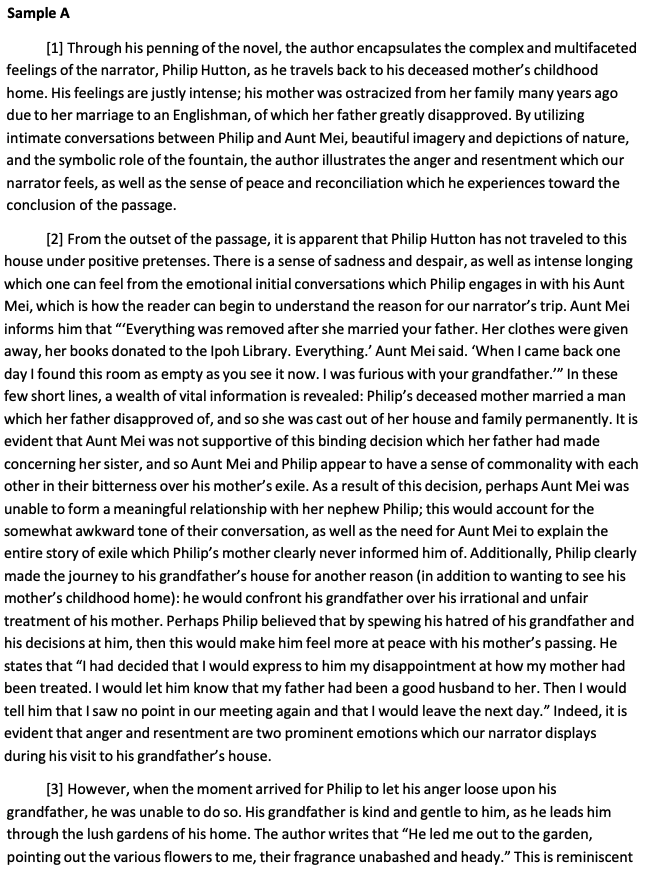 Sample A
[1] Through his penning of the novel, the author encapsulates the complex and multifaceted
feelings of the narrator, Philip Hutton, as he travels back to his deceased mother’s childhood
home. His feelings are justly intense; his mother was ostracized from her family many years ago
due to her marriage to an Englishman, of which her father greatly disapproved. By utilizing
intimate conversations between Philip and Aunt Mei, beautiful imagery and depictions of nature,
and the symbolic role of the fountain, the author illustrates the anger and resentment which our
narrator feels, as well as the sense of peace and reconciliation which he experiences toward the
conclusion of the passage.
[2] From the outset of the passage, it is apparent that Philip Hutton has not traveled to this
house under positive pretenses. There is a sense of sadness and despair, as well as intense longing
which one can feel from the emotional initial conversations which Philip engages in with his Aunt
Mei, which is how the reader can begin to understand the reason for our narrator’s trip. Aunt Mei
informs him that “‘Everything was removed after she married your father. Her clothes were given
away, her books donated to the Ipoh Library. Everything.’ Aunt Mei said. ‘When I came back one
day I found this room as empty as you see it now. I was furious with your grandfather.’” In these
few short lines, a wealth of vital information is revealed: Philip’s deceased mother married a man
which her father disapproved of, and so she was cast out of her house and family permanently. It is
evident that Aunt Mei was not supportive of this binding decision which her father had made
concerning her sister, and so Aunt Mei and Philip appear to have a sense of commonality with each
other in their bitterness over his mother’s exile. As a result of this decision, perhaps Aunt Mei was
unable to form a meaningful relationship with her nephew Philip; this would account for the
somewhat awkward tone of their conversation, as well as the need for Aunt Mei to explain the
entire story of exile which Philip’s mother clearly never informed him of. Additionally, Philip clearly
made the journey to his grandfather’s house for another reason (in addition to wanting to see his
mother’s childhood home): he would confront his grandfather over his irrational and unfair
treatment of his mother. Perhaps Philip believed that by spewing his hatred of his grandfather and
his decisions at him, then this would make him feel more at peace with his mother’s passing. He
states that “I had decided that I would express to him my disappointment at how my mother had
been treated. I would let him know that my father had been a good husband to her. Then I would
tell him that I saw no point in our meeting again and that I would leave the next day.” Indeed, it is
evident that anger and resentment are two prominent emotions which our narrator displays
during his visit to his grandfather’s house.
[3] However, when the moment arrived for Philip to let his anger loose upon his
grandfather, he was unable to do so. His grandfather is kind and gentle to him, as he leads him
through the lush gardens of his home. The author writes that “He led me out to the garden,
pointing out the various flowers to me, their fragrance unabashed and heady.” This is reminiscent